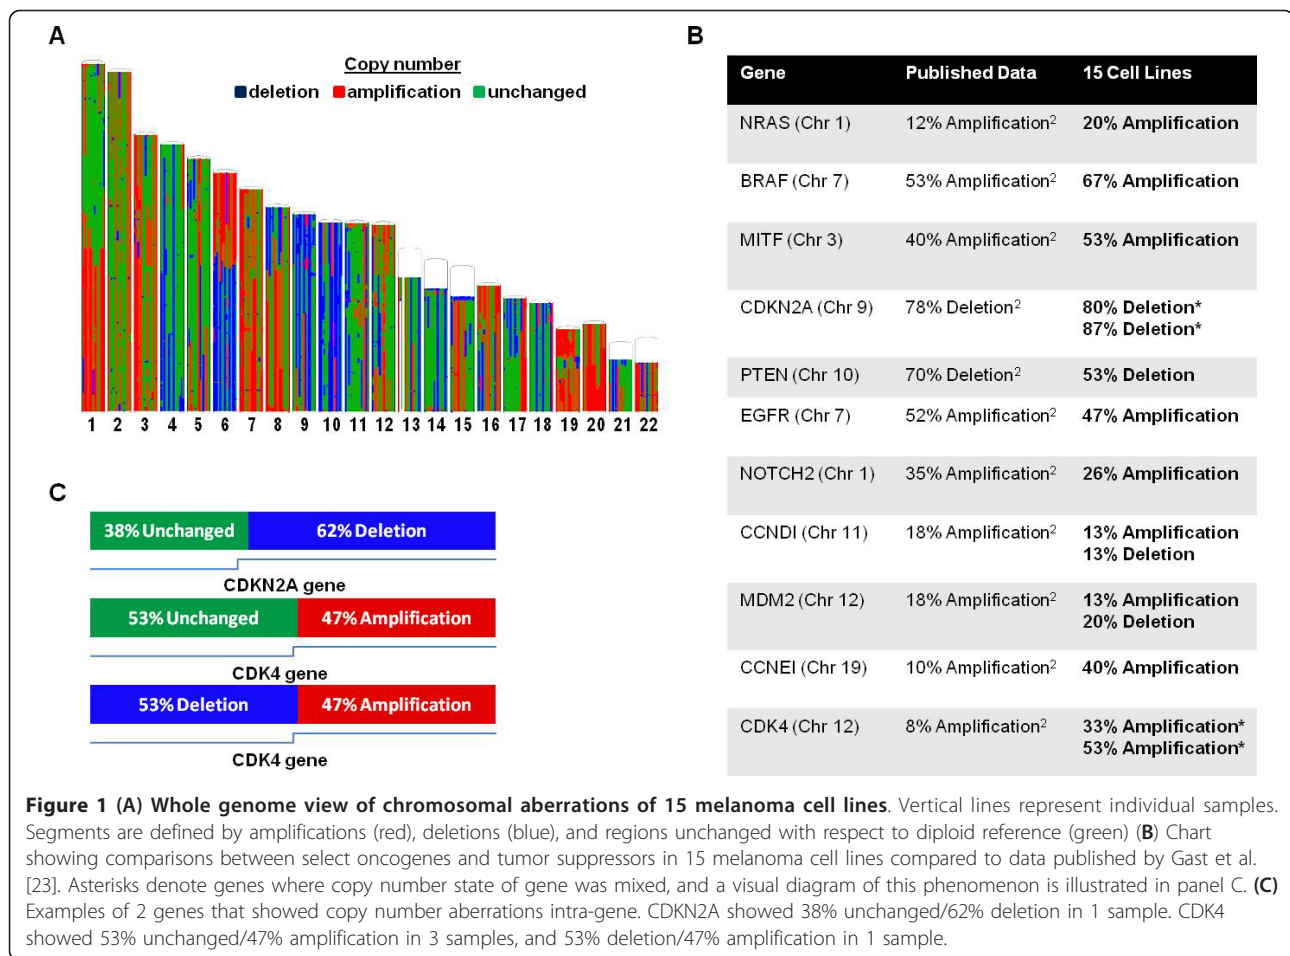 A
Copy number
deletion amplification unchanged
1 2 3 4 5 6 7 8 9 10 11 12 13 14 15 16 17 18 19 20 21 22
B
Gene Published Data 15 Cell Lines
NRAS (Chr 1) 12% Amplification² 20% Amplification
BRAF (Chr 7) 53% Amplification² 67% Amplification
MITF (Chr 3) 40% Amplification² 53% Amplification
CDKN2A (Chr 9) 78% Deletion² 80% Deletion*
87% Deletion*
PTEN (Chr 10) 70% Deletion² 53% Deletion
EGFR (Chr 7) 52% Amplification² 47% Amplification
NOTCH2 (Chr 1) 35% Amplification² 26% Amplification
CCNDI (Chr 11) 18% Amplification² 13% Amplification
13% Deletion
MDM2 (Chr 12) 18% Amplification² 13% Amplification
20% Deletion
CCNEI (Chr 19) 10% Amplification² 40% Amplification
CDK4 (Chr 12) 8% Amplification² 33% Amplification*
53% Amplification*
C
38% Unchanged 62% Deletion
CDKN2A gene
53% Unchanged 47% Amplification
CDK4 gene
53% Deletion 47% Amplification
CDK4 gene
Figure 1 (A) Whole genome view of chromosomal aberrations of 15 melanoma cell lines. Vertical lines represent individual samples.
Segments are defined by amplifications (red), deletions (blue), and regions unchanged with respect to diploid reference (green) (B) Chart
showing comparisons between select oncogenes and tumor suppressors in 15 melanoma cell lines compared to data published by Gast et al.
[23]. Asterisks denote genes where copy number state of gene was mixed, and a visual diagram of this phenomenon is illustrated in panel C. (C)
Examples of 2 genes that showed copy number aberrations intra-gene. CDKN2A showed 38% unchanged/62% deletion in 1 sample. CDK4
showed 53% unchanged/47% amplification in 3 samples, and 53% deletion/47% amplification in 1 sample.